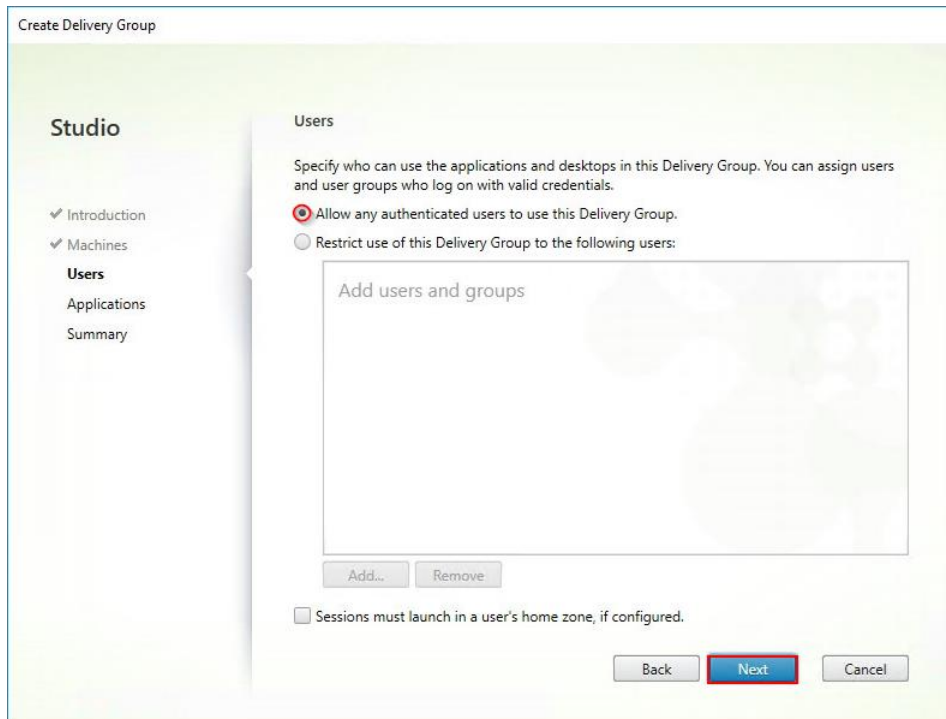 Create Delivery Group
Studio
Introduction
Machines
Users
Applications
Summary
Users
Specify who can use the applications and desktops in this Delivery Group. You can assign users
and user groups who log on with valid credentials.
Allow any authenticated users to use this Delivery Group.
Restrict use of this Delivery Group to the following users:
Add users and groups
Add...
Remove
Sessions must launch in a user's home zone, if configured.
Back
Next
Cancel